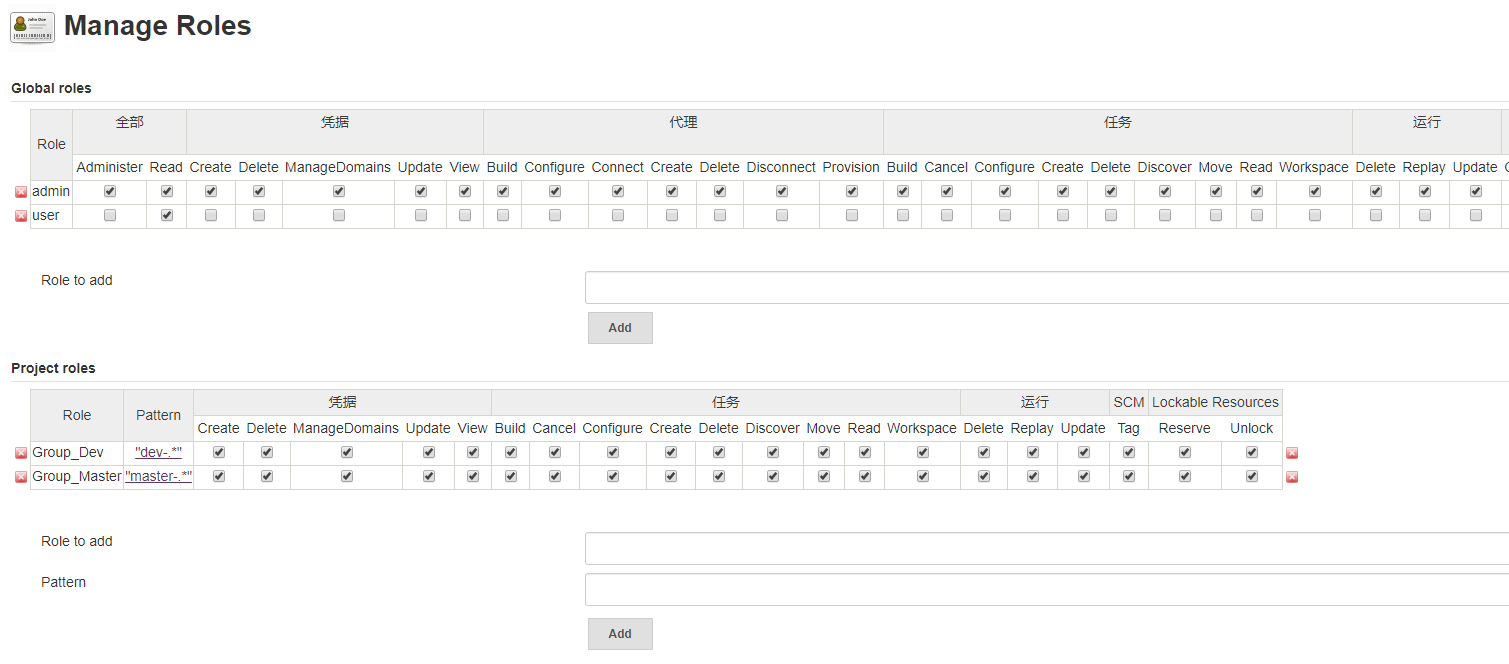 John Doe
Manage Roles
Global roles
Role 全部 凭据 代理 任务 运行
Administer Read Create Delete ManageDomains Update View Build Configure Connect Create Delete Disconnect Provision Build Cancel Configure Create Delete Discover Move Read Workspace Delete Replay Update
admin
user
Role to add
Add
Project roles
Role Pattern 凭据 任务 运行 SCM Lockable Resources
Create Delete ManageDomains Update View Build Cancel Configure Create Delete Discover Move Read Workspace Delete Replay Update Tag Reserve Unlock
Group_Dev "dev-.*"
Group_Master "master-.*"
Role to add
Pattern
Add